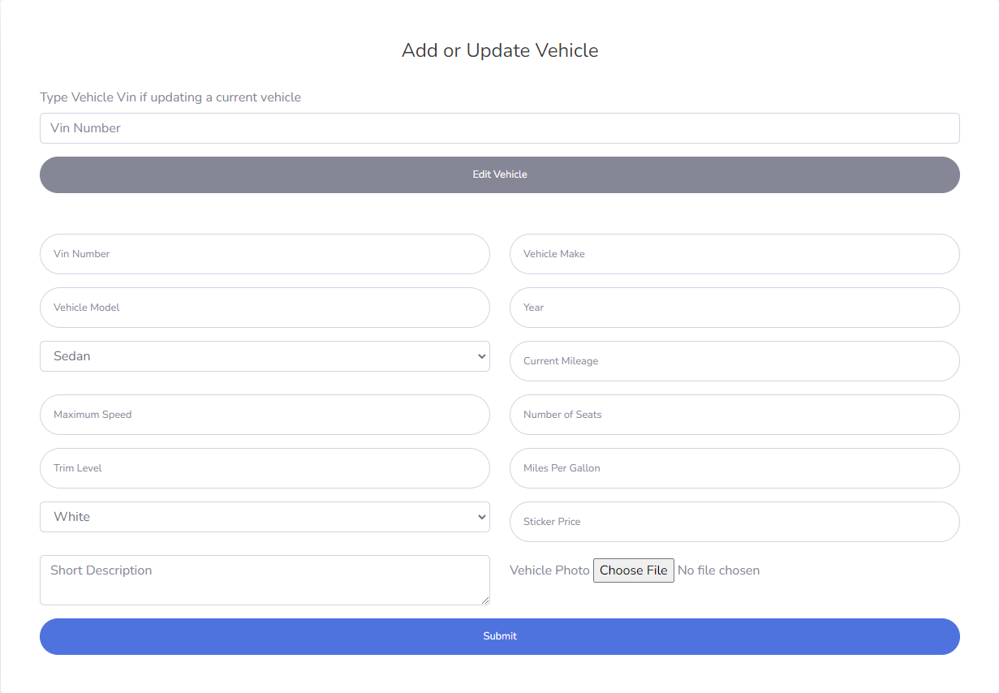 Add or Update Vehicle
Type Vehicle Vin if updating a current vehicle
Vin Number
Edit Vehicle
Vin Number
Vehicle Make
Vehicle Model
Year
Sedan
Current Mileage
Maximum Speed
Number of Seats
Trim Level
Miles Per Gallon
White
Sticker Price
Short Description
Vehicle Photo Choose File No file chosen
Submit